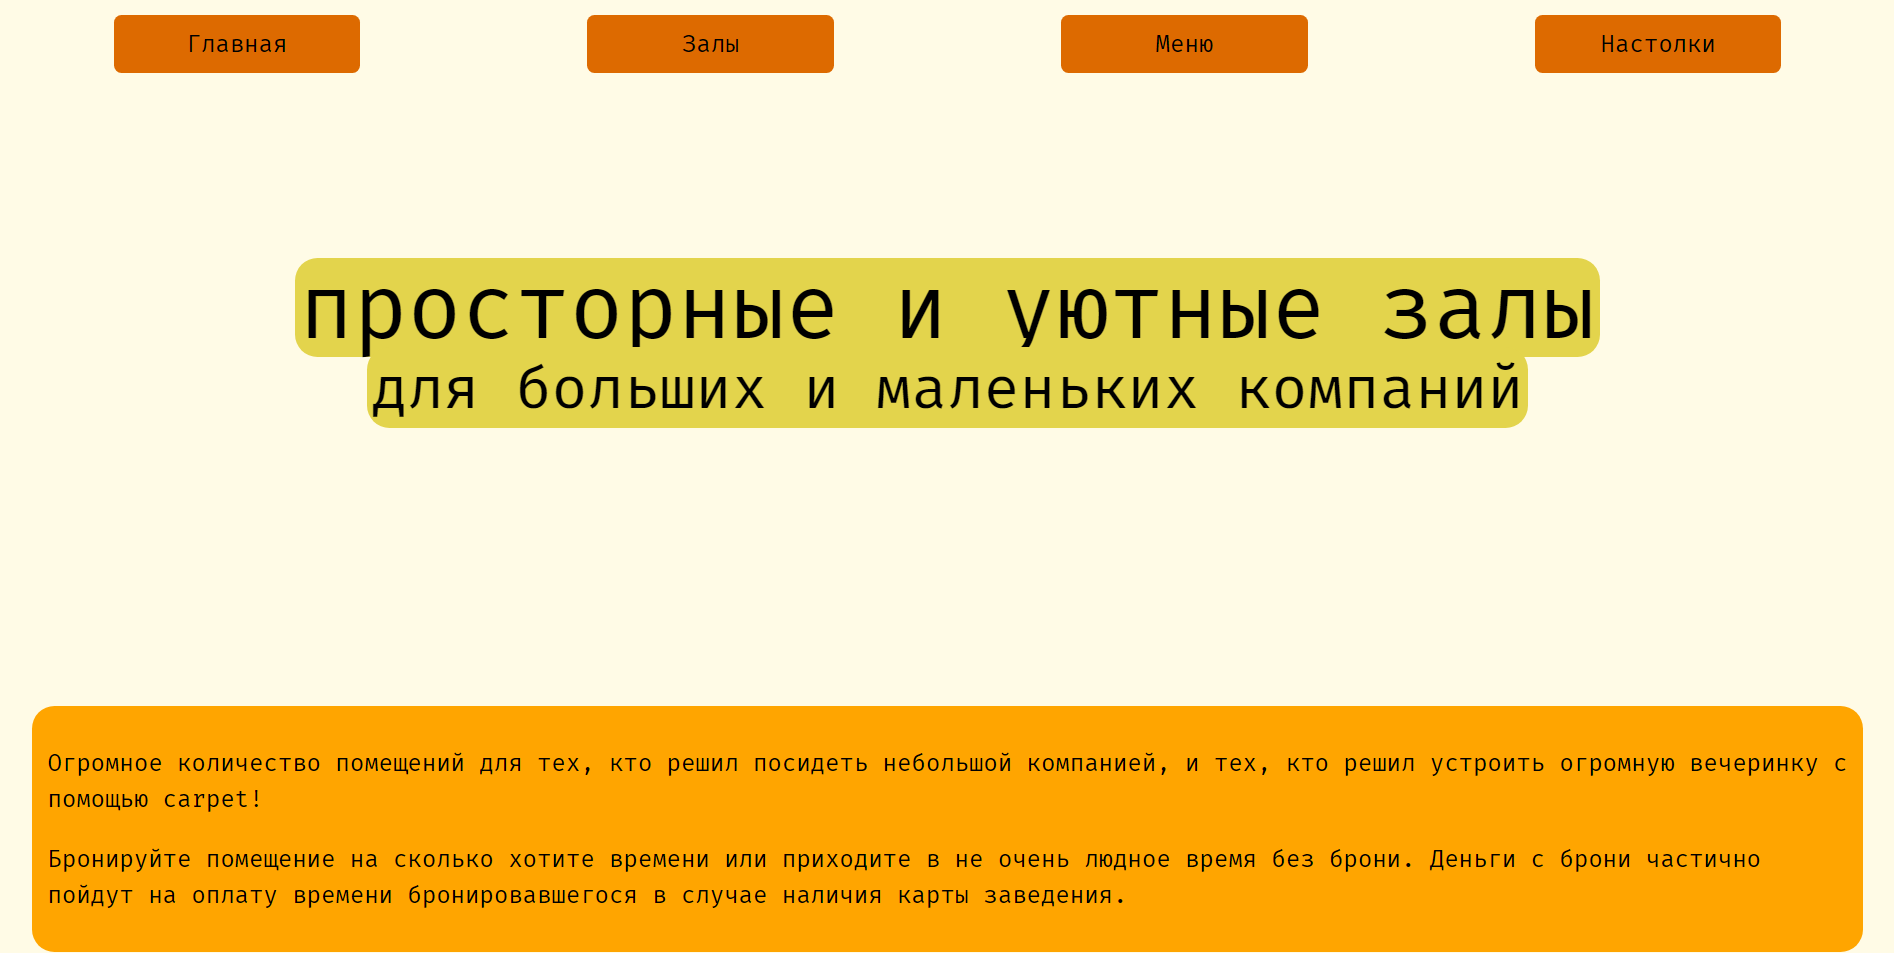 Главная
Залы
Меню
Настолки
просторные и уютные залы
для больших и маленьких компаний
Огромное количество помещений для тех, кто решил посидеть небольшой компанией, и тех, кто решил устроить огромную вечеринку с
помощью carpet!
Бронируйте помещение на сколько хотите времени или приходите в не очень людное время без брони. Деньги с брони частично
пойдут на оплату времени бронировавшегося в случае наличия карты заведения.